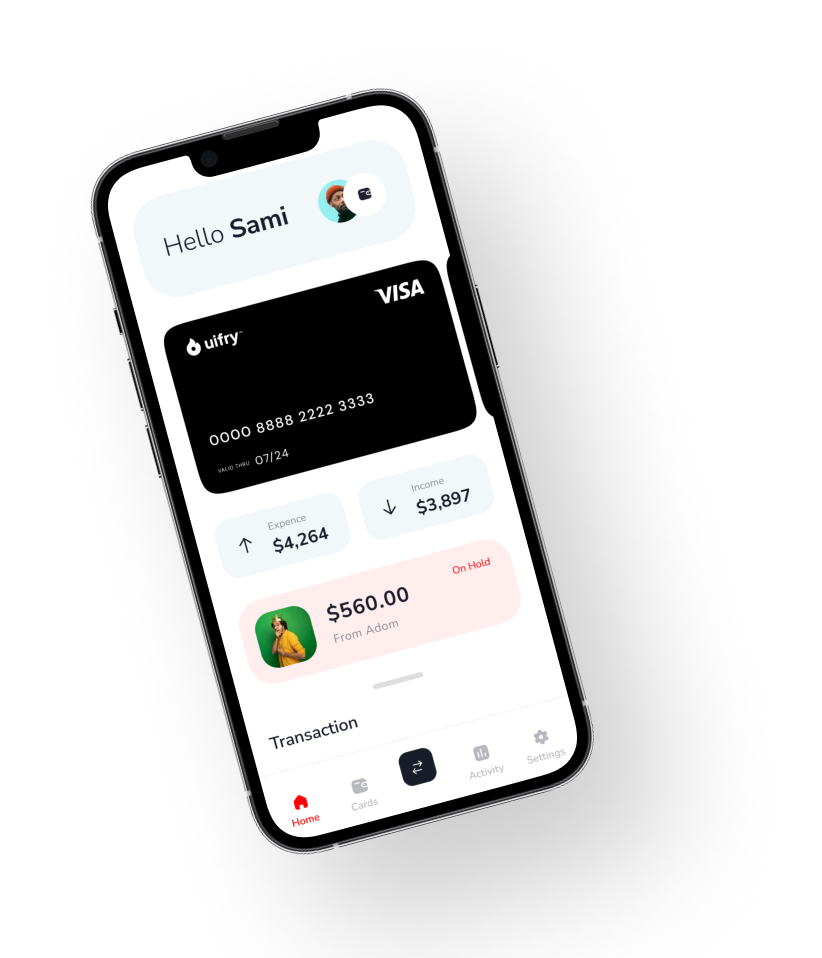 Hello Sami
VISA
uifry™
0000 8888 2222 3333
VALID THRU 07/24
Expence
$4,264
Income
$3,897
On Hold
$560.00
From Adom
Transaction
Home
Cards
Activity
Settings